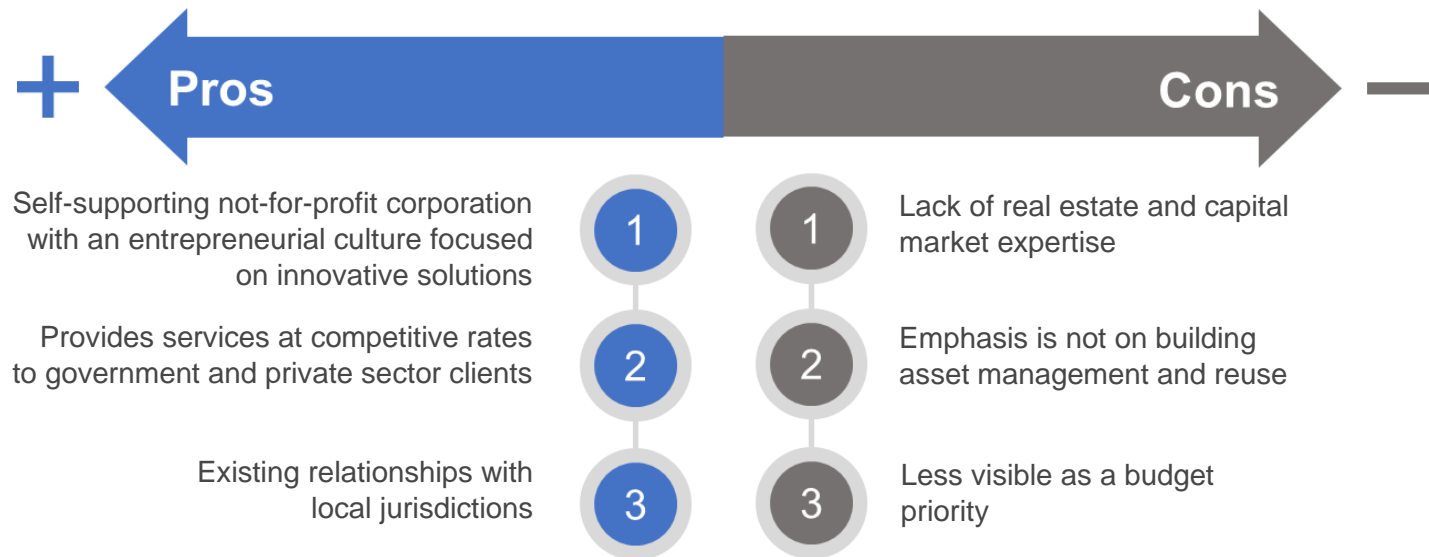 +
Pros
Cons
–
Self-supporting not-for-profit corporation
with an entrepreneurial culture focused
on innovative solutions
1
Provides services at competitive rates
to government and private sector clients
2
Existing relationships with
local jurisdictions
3
1
Lack of real estate and capital
market expertise
2
Emphasis is not on building
asset management and reuse
3
Less visible as a budget
priority